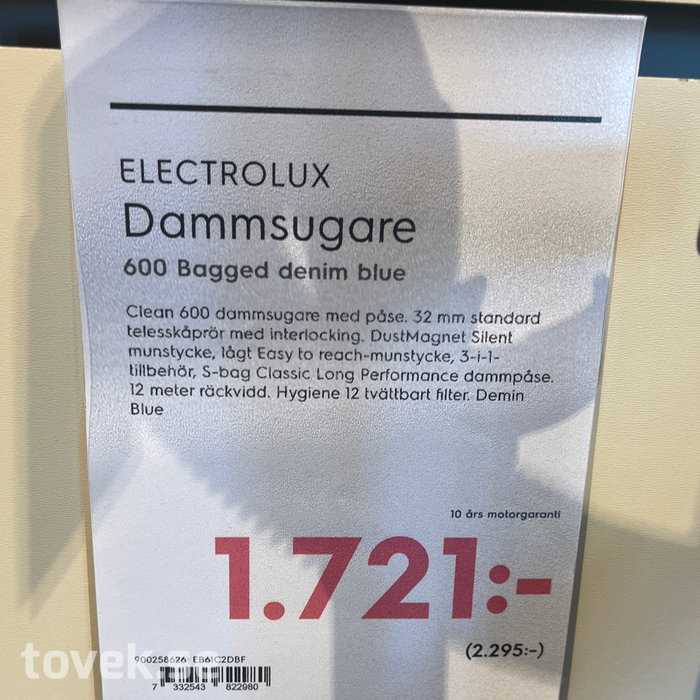 ELECTROLUX
Dammsugare
600 Bagged denim blue
Clean 600 dammsugare med påse. 32 mm standard
telesskåprör med interlocking. DustMagnet Silent
munstycke, lågt Easy to reach-munstycke, 3-i-1-
tillbehör, S-bag Classic Long Performance dammpåse.
12 meter räckvidd. Hygiene 12 tvättbart filter. Demin
Blue
10 års motorgaranti
1.721:-
(2.295:-)
900258626 EB61C2DBF
7 332543 822980